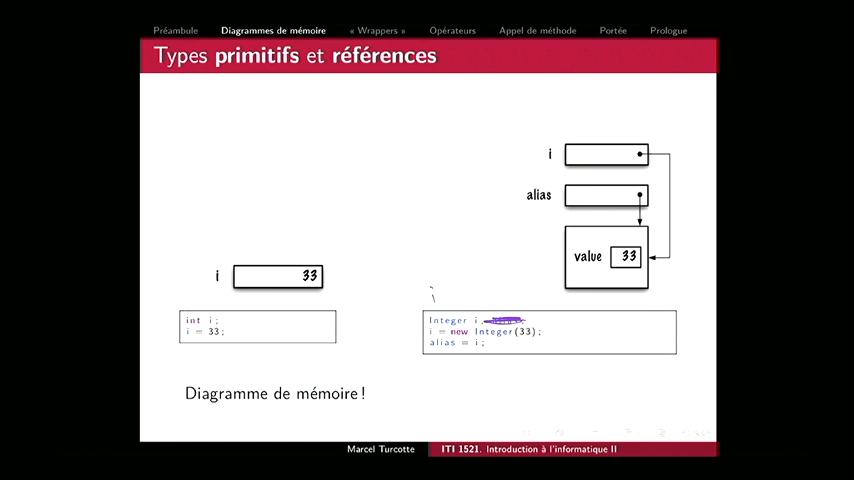 Préambule Diagrammes de mémoire « Wrappers » Opérateurs Appel de méthode Portée Prologue
Types primitifs et références
i
alias
value 33
i 33
int i;
i = 33;
Integer i,
i = new Integer(33);
alias = i;
Diagramme de mémoire !
Marcel Turcotte ITI 1521. Introduction à l'informatique II